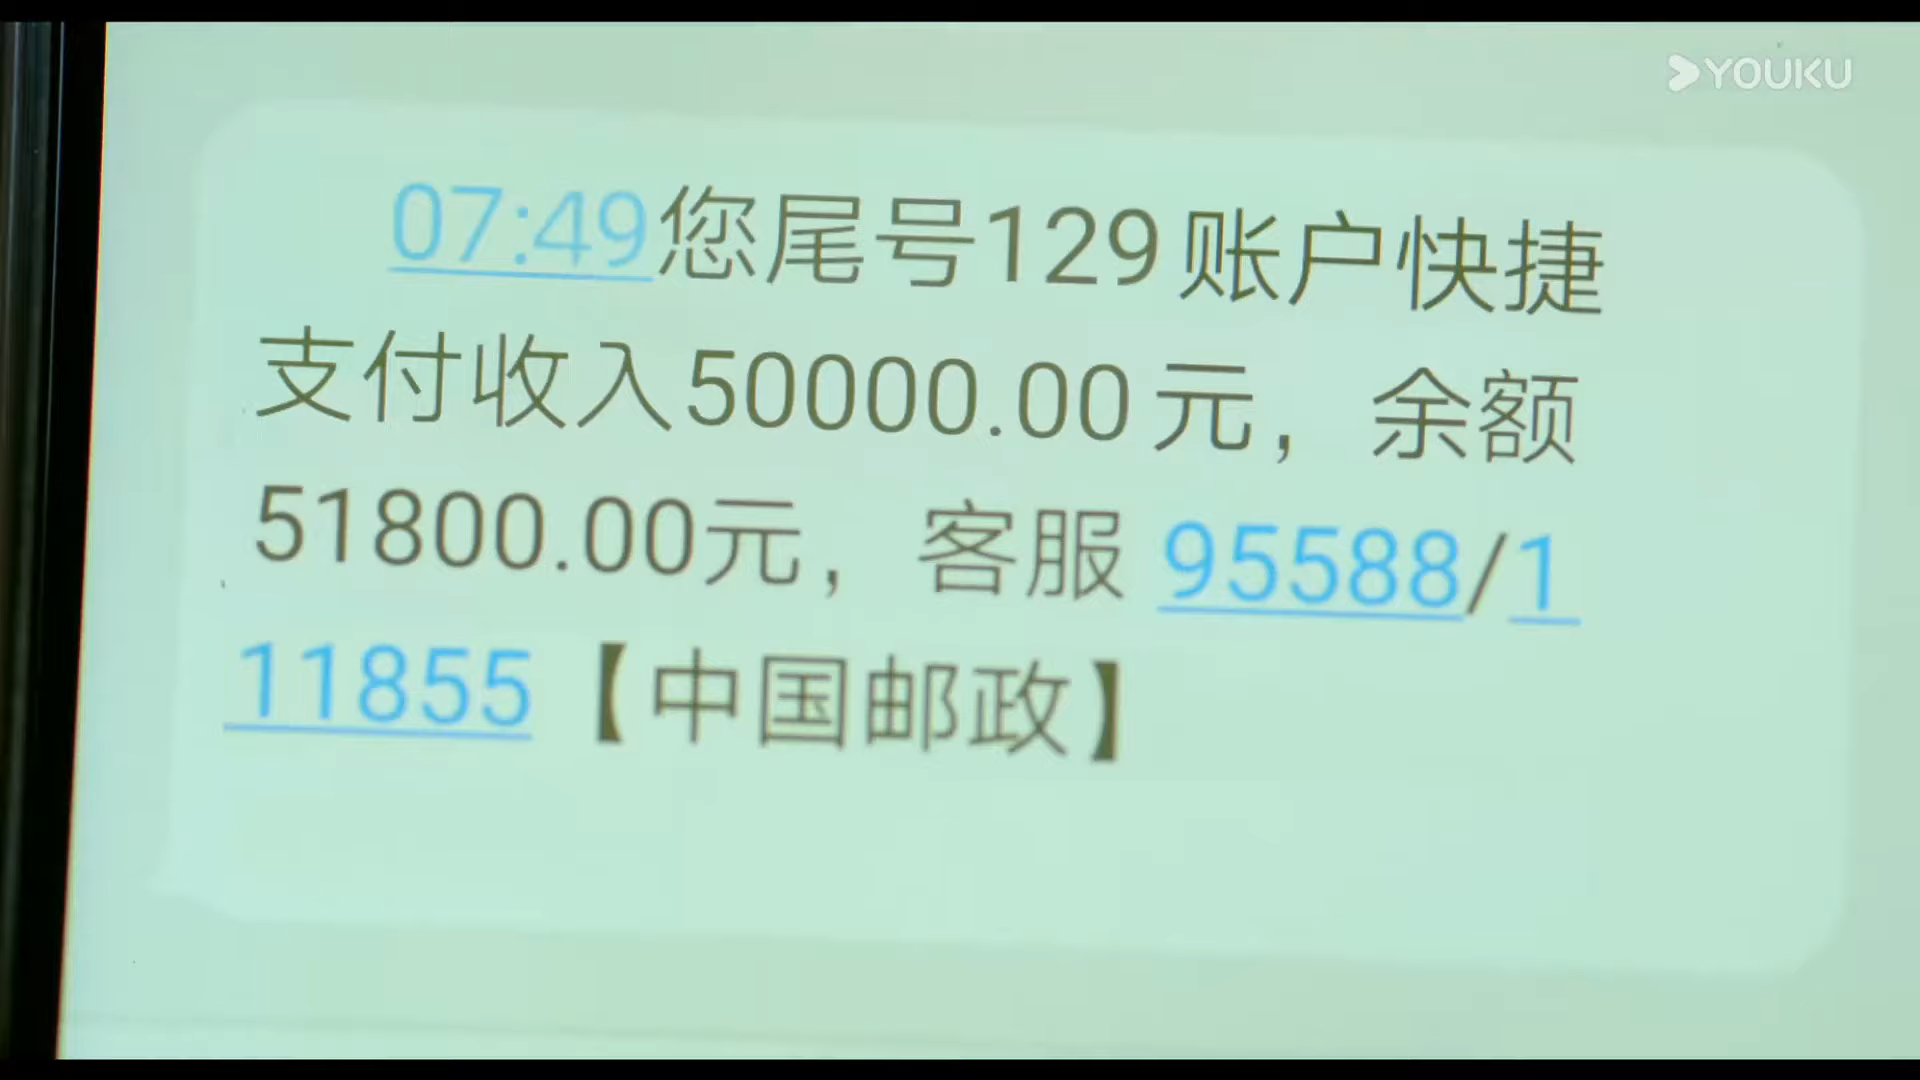 YOUKU
07:49您尾号129账户快捷
支付收入50000.00元，余额
51800.00元，客服 95588/1
11855【中国邮政】